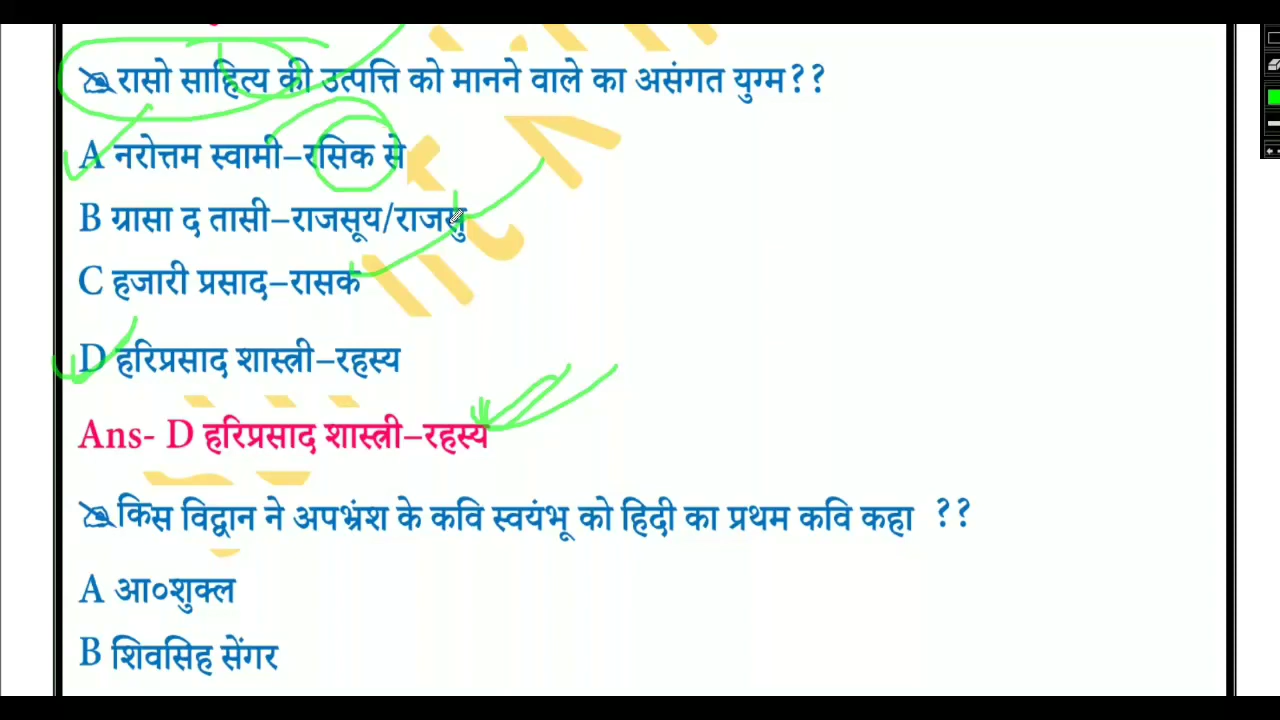 रासो साहित्य की उत्पत्ति को मानने वाले का असंगत युग्म??
A नरोत्तम स्वामी–रसिक से
B ग्रासा द तासी–राजसूय/राजसु
C हजारी प्रसाद–रासक
D हरिप्रसाद शास्त्री–रहस्य
Ans- D हरिप्रसाद शास्त्री–रहस्य
किस विद्वान ने अपभ्रंश के कवि स्वयंभू को हिदी का प्रथम कवि कहा ??
A आ०शुक्ल
B शिवसिह सेंगर